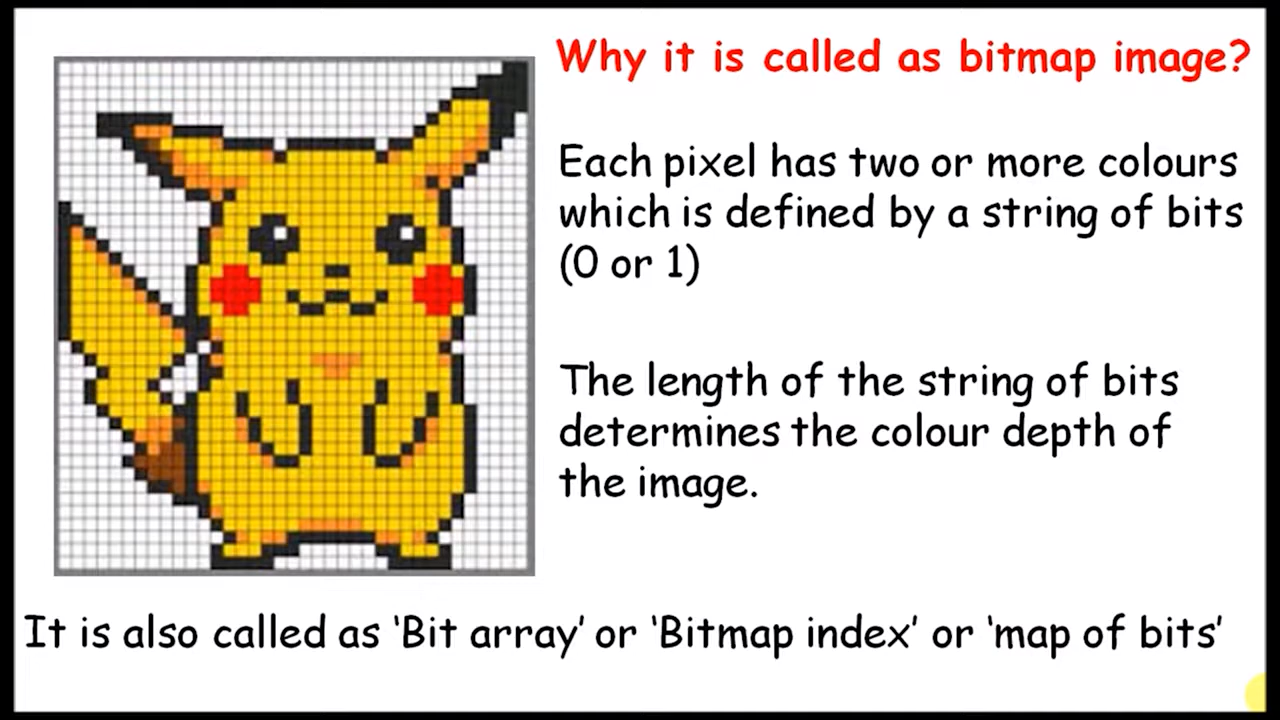 Why it is called as bitmap image?
Each pixel has two or more colours
which is defined by a string of bits
(0 or 1)
The length of the string of bits
determines the colour depth of
the image.
It is also called as ‘Bit array’ or ‘Bitmap index’ or ‘map of bits’